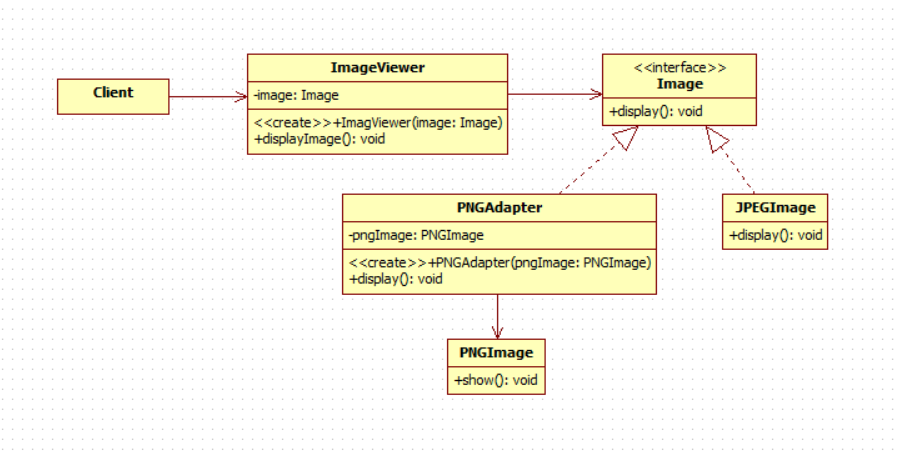 Client
ImageViewer
-image: Image
<<create>>+ImagViewer(image: Image)
+displayImage(): void
<<interface>>
Image
+display(): void
PNGAdapter
-pngImage: PNGImage
<<create>>+PNGAdapter(pngImage: PNGImage)
+display(): void
JPEGImage
+display(): void
PNGImage
+show(): void